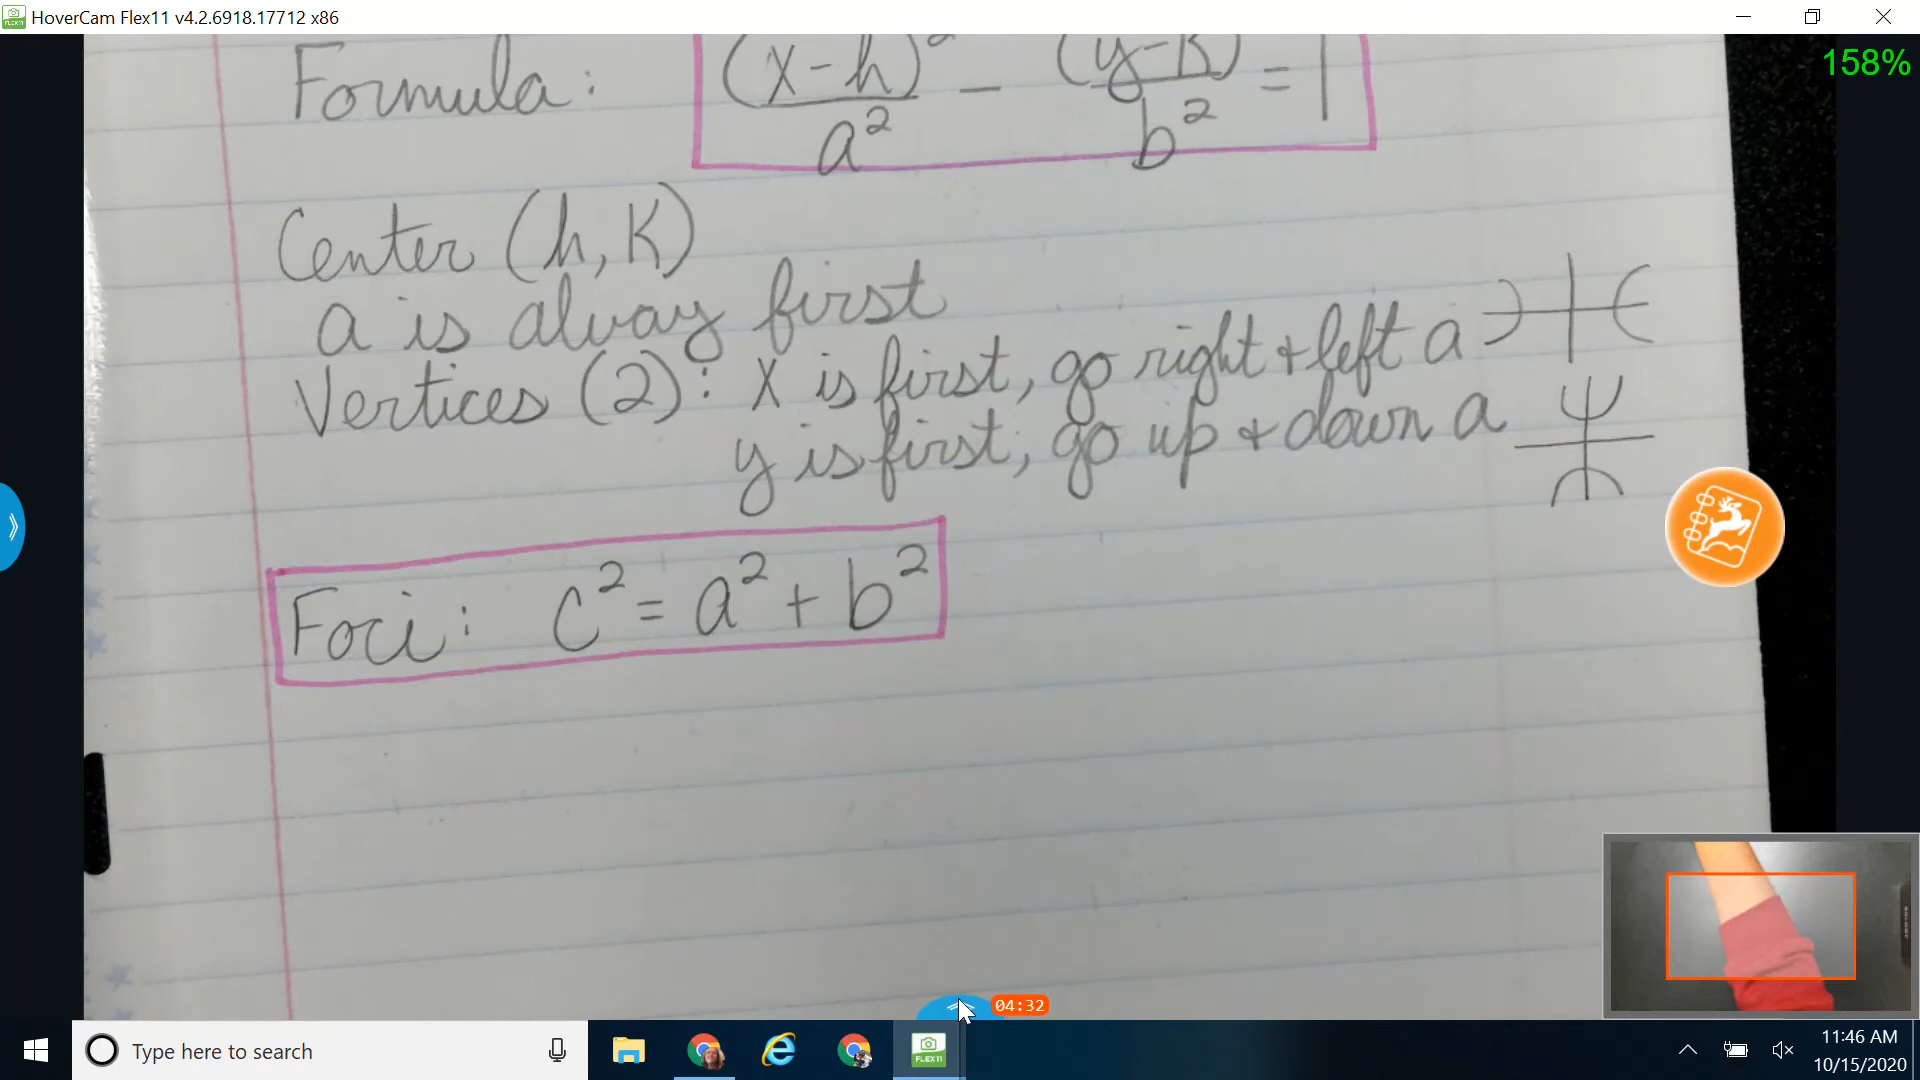 HoverCam Flex11 v4.2.6918.17712 x86
158%
Formula: (x-h)² / a² - (y-K) / b² = 1
Center (h, K)
a is alway first
Vertices (2): X is first, go right + left a
y is first, go up + down a
Foci: c² = a² + b²
04:32
Type here to search
FLEX11
11:46 AM
10/15/2020